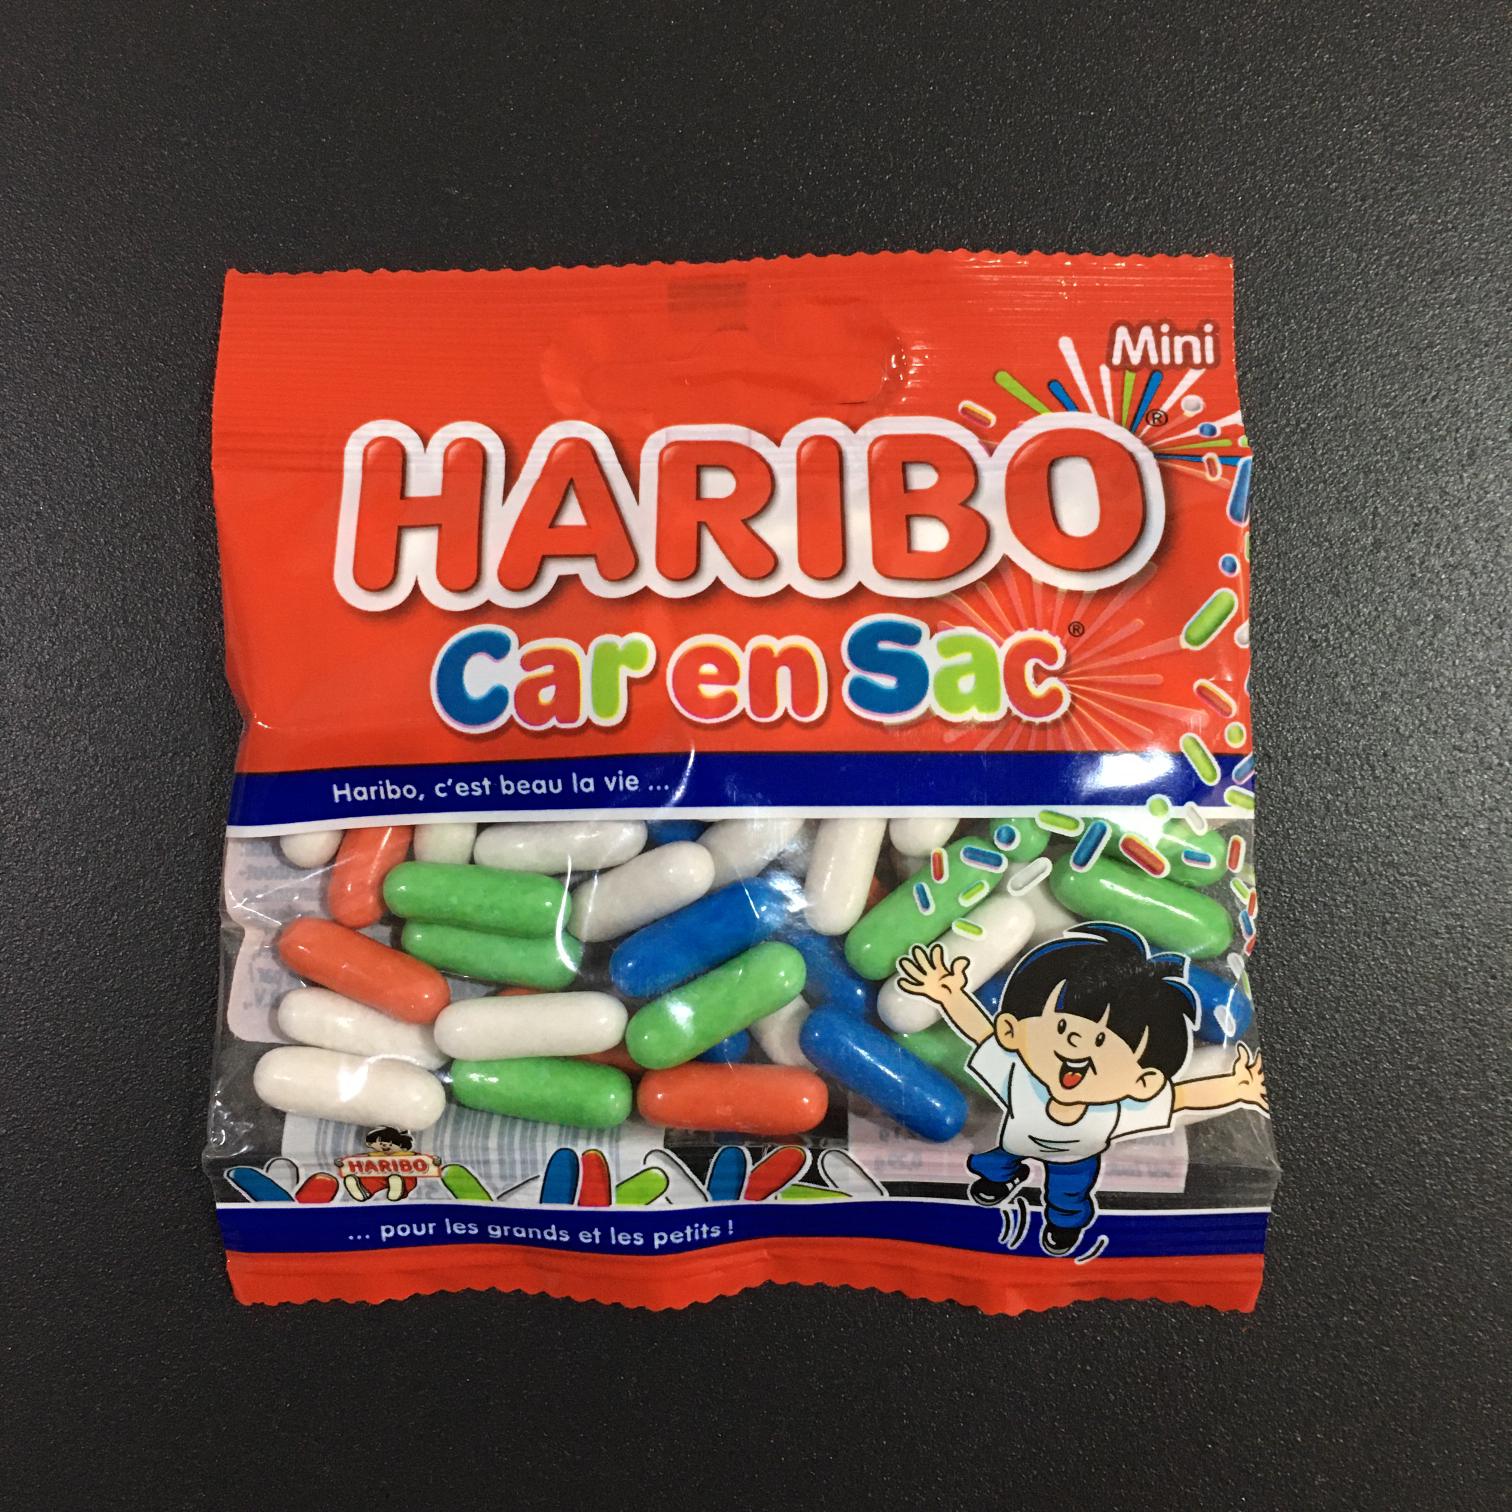 Mini
HARIBO®
Car en Sac®
Haribo, c'est beau la vie ...
HARIBO
... pour les grands et les petits !